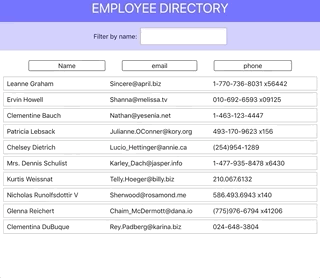 EMPLOYEE DIRECTORY
Filter by name:
Name email phone
Leanne Graham Sincere@april.biz 1-770-736-8031 x56442
Ervin Howell Shanna@melissa.tv 010-692-6593 x09125
Clementine Bauch Nathan@yesenia.net 1-463-123-4447
Patricia Lebsack Julianne.OConner@kory.org 493-170-9623 x156
Chelsey Dietrich Lucio_Hettinger@annie.ca (254)954-1289
Mrs. Dennis Schulist Karley_Dach@jasper.info 1-477-935-8478 x6430
Kurtis Weissnat Telly.Hoeger@billy.biz 210.067.6132
Nicholas Runolfsdottir V Sherwood@rosamond.me 586.493.6943 x140
Glenna Reichert Chaim_McDermott@dana.io (775)976-6794 x41206
Clementina DuBuque Rey.Padberg@karina.biz 024-648-3804